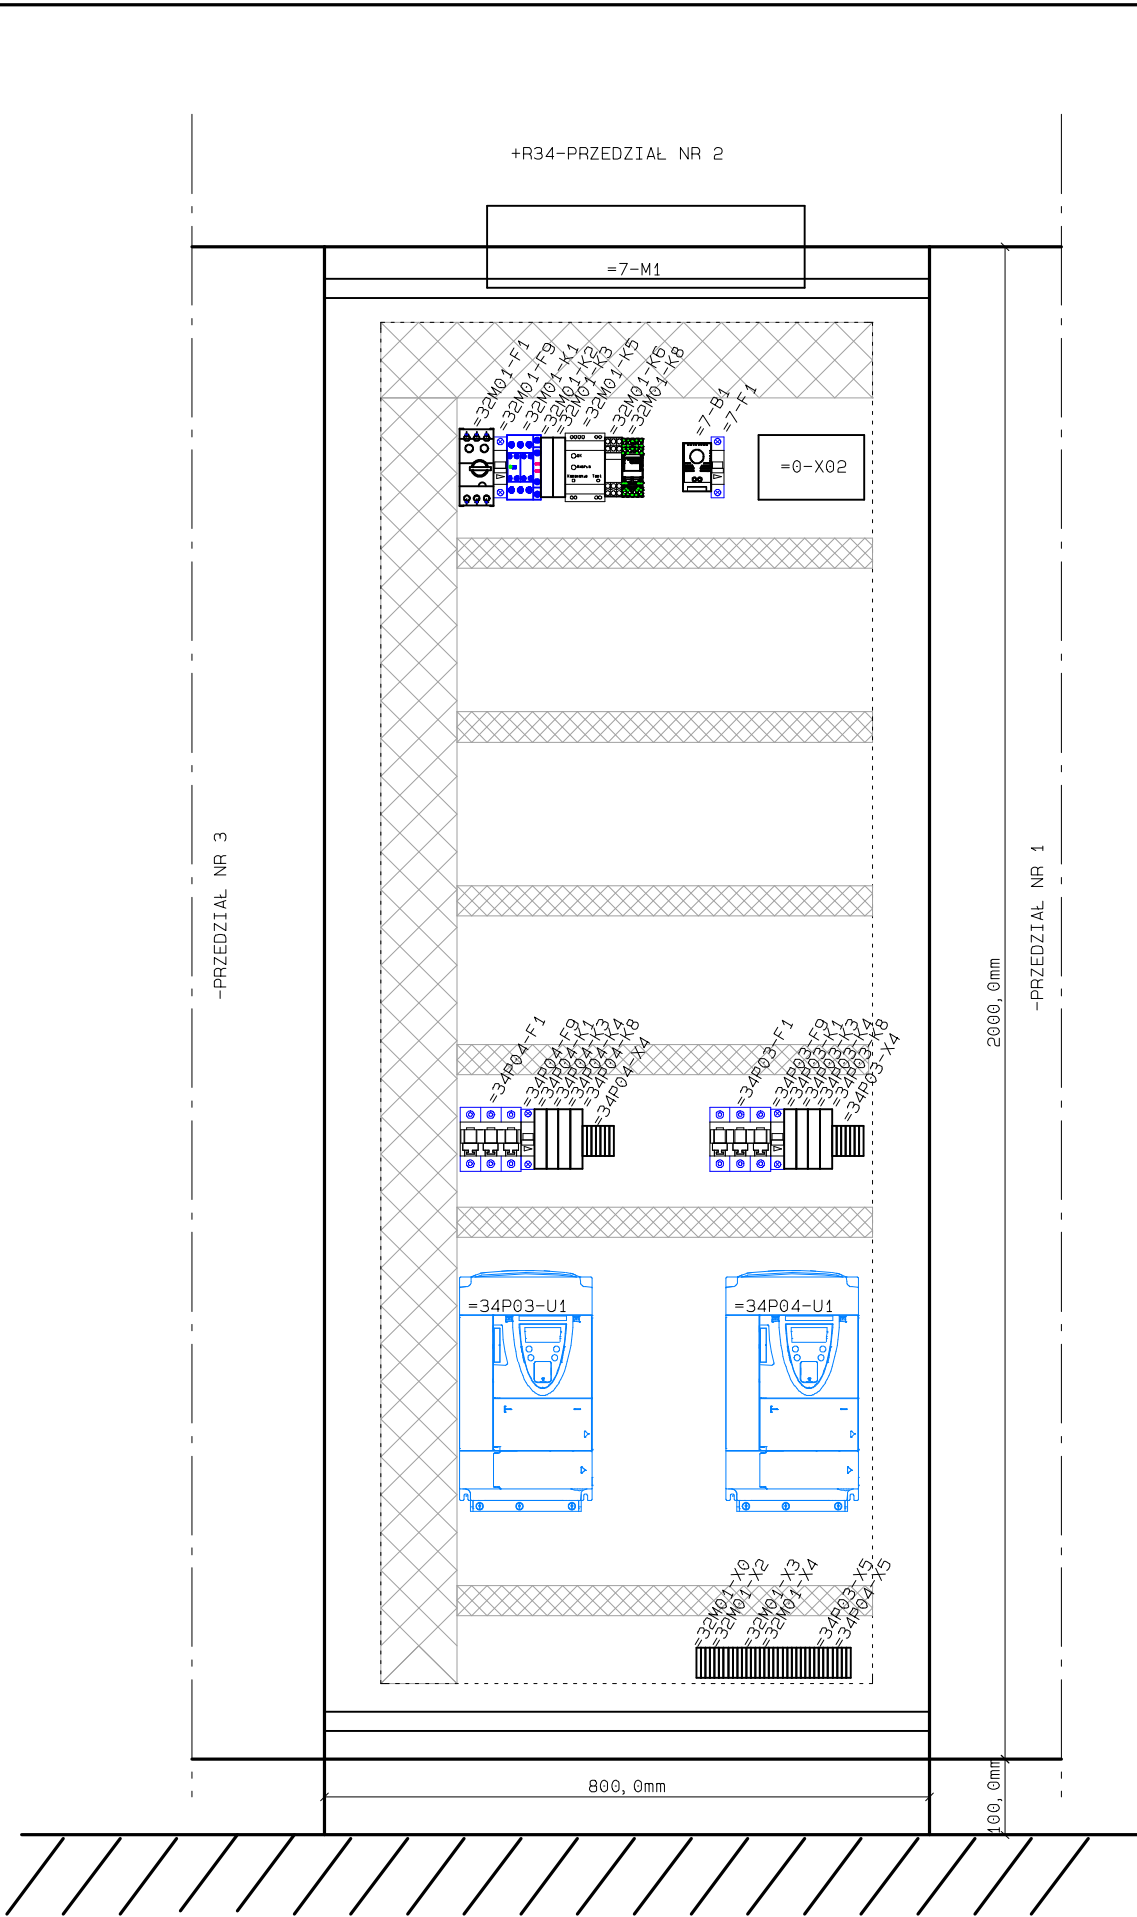 +R34-PRZEDZIAŁ NR 2
=7-M1
=32M01-F1
=32M01-F9
=32M01-K1
=32M01-K2
=32M01-K3
=32M01-K5
=32M01-K6
=32M01-K8
=7-B1
=7-F1
=0-X02
-PRZEDZIAŁ NR 3
-PRZEDZIAŁ NR 1
2000,0mm
=34P04-F1
=34P04-F9
=34P04-K1
=34P04-K3
=34P04-K4
=34P04-K8
=34P04-X4
=34P03-F1
=34P03-F9
=34P03-K1
=34P03-K3
=34P03-K4
=34P03-K8
=34P03-X4
=34P03-U1
=34P04-U1
=32M01-X0
=32M01-X2
=32M01-X3
=32M01-X4
=34P03-X5
=34P04-X5
800,0mm
100,0mm